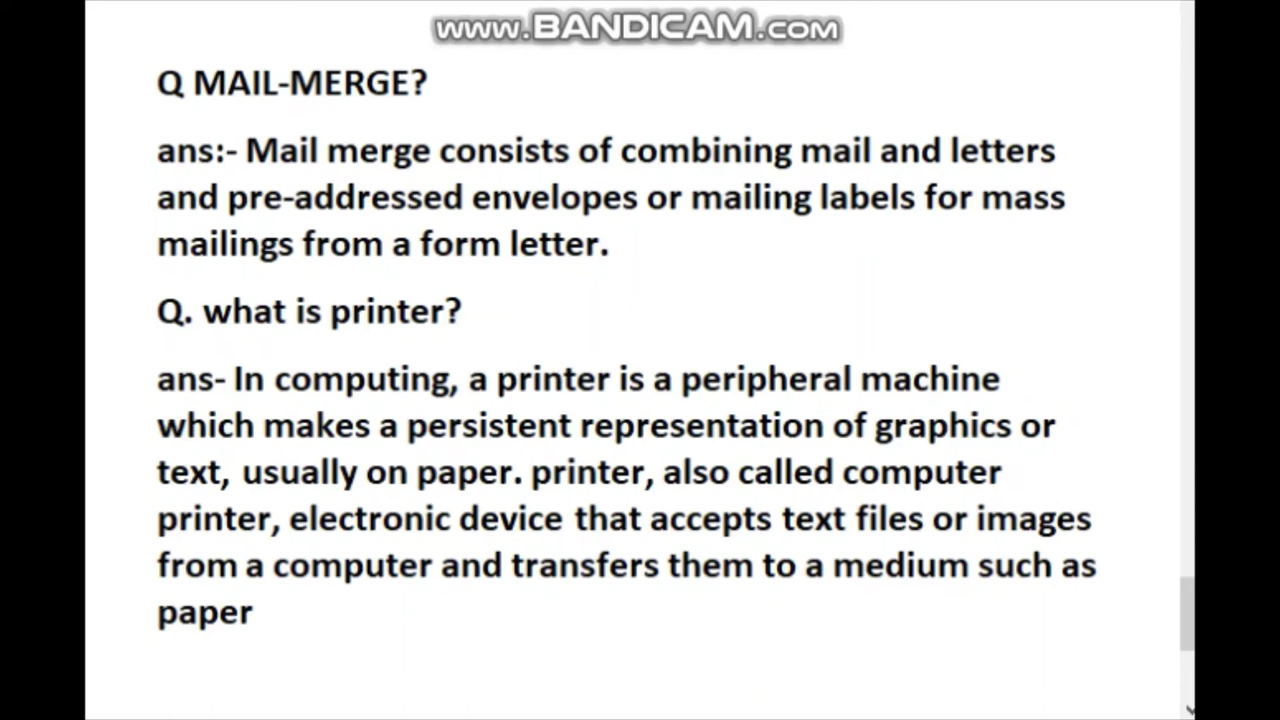 www.BANDICAM.com
Q MAIL-MERGE?
ans:- Mail merge consists of combining mail and letters
and pre-addressed envelopes or mailing labels for mass
mailings from a form letter.
Q. what is printer?
ans- In computing, a printer is a peripheral machine
which makes a persistent representation of graphics or
text, usually on paper. printer, also called computer
printer, electronic device that accepts text files or images
from a computer and transfers them to a medium such as
paper